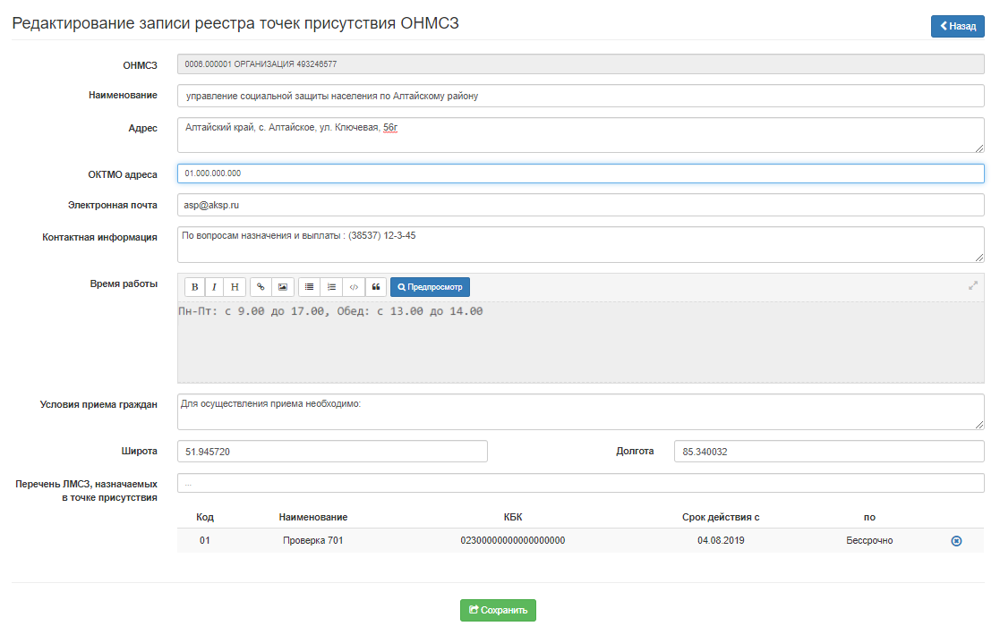 Редактирование записи реестра точек присутствия ОНМСЗ
Назад
ОНМСЗ 0006.000001 ОРГАНИЗАЦИЯ 493246577
Наименование управление социальной защиты населения по Алтайскому району
Адрес Алтайский край, с. Алтайское, ул. Ключевая, 56г
ОКТМО адреса 01.000.000.000
Электронная почта asp@aksp.ru
Контактная информация По вопросам назначения и выплаты : (38537) 12-3-45
Время работы B I H Предпросмотр
Пн-Пт: с 9.00 до 17.00, Обед: с 13.00 до 14.00
Условия приема граждан Для осуществления приема необходимо:
Широта 51.945720 Долгота 85.340032
Перечень ЛМСЗ, назначаемых ...
в точке присутствия
Код Наименование КБК Срок действия с по
01 Проверка 701 02300000000000000000 04.08.2019 Бессрочно
Сохранить